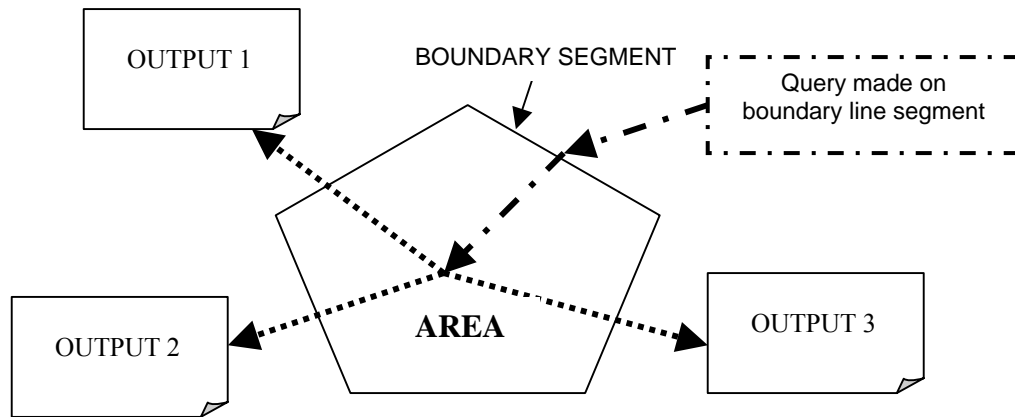 OUTPUT 1
BOUNDARY SEGMENT
Query made on
boundary line segment
AREA
OUTPUT 2
OUTPUT 3